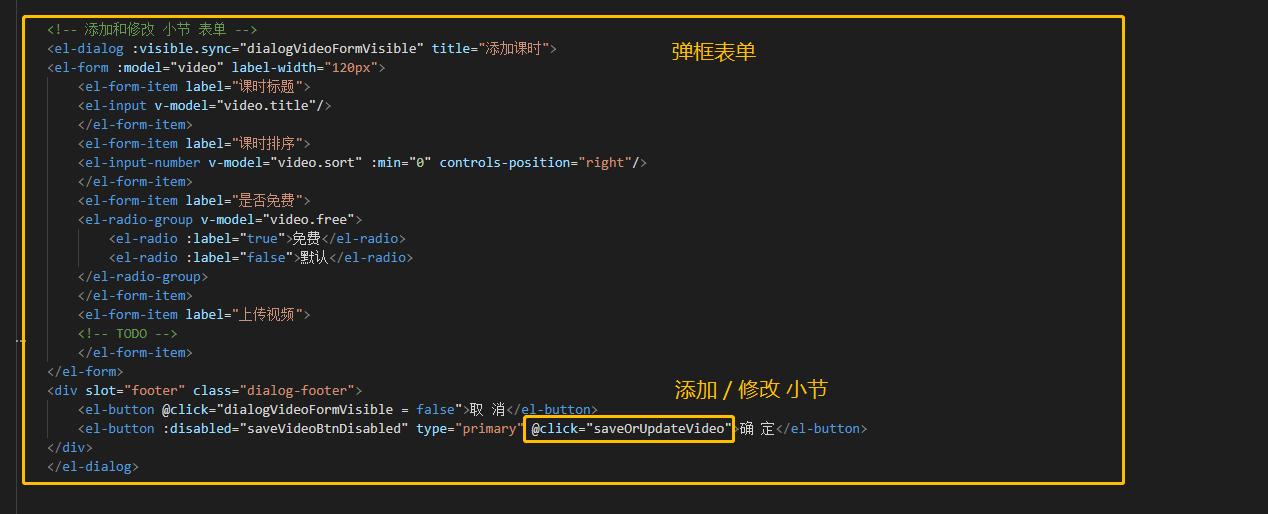 <!-- 添加和修改 小节 表单 -->
<el-dialog :visible.sync="dialogVideoFormVisible" title="添加课时">
弹框表单
<el-form :model="video" label-width="120px">
<el-form-item label="课时标题">
<el-input v-model="video.title"/>
</el-form-item>
<el-form-item label="课时排序">
<el-input-number v-model="video.sort" :min="0" controls-position="right"/>
</el-form-item>
<el-form-item label="是否免费">
<el-radio-group v-model="video.free">
<el-radio :label="true">免费</el-radio>
<el-radio :label="false">默认</el-radio>
</el-radio-group>
</el-form-item>
<el-form-item label="上传视频">
<!-- TODO -->
</el-form-item>
</el-form>
<div slot="footer" class="dialog-footer">
添加 / 修改 小节
<el-button @click="dialogVideoFormVisible = false">取 消</el-button>
<el-button :disabled="saveVideoBtnDisabled" type="primary" @click="saveOrUpdateVideo">确 定</el-button>
</div>
</el-dialog>